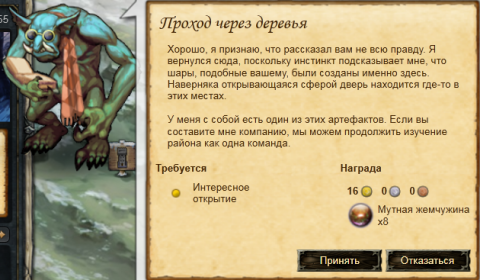 55
Проход через деревья
Хорошо, я признаю, что рассказал вам не всю правду. Я
вернулся сюда, поскольку инстинкт подсказывает мне, что
шары, подобные вашему, были созданы именно здесь.
Наверняка открывающаяся сферой дверь находится где-то в
этих местах.
У меня с собой есть один из этих артефактов. Если вы
составите мне компанию, мы можем продолжить изучение
района как одна команда.
Требуется
Награда
Интересное
открытие
16 0 0
Мутная жемчужина
x8
Принять
Отказаться